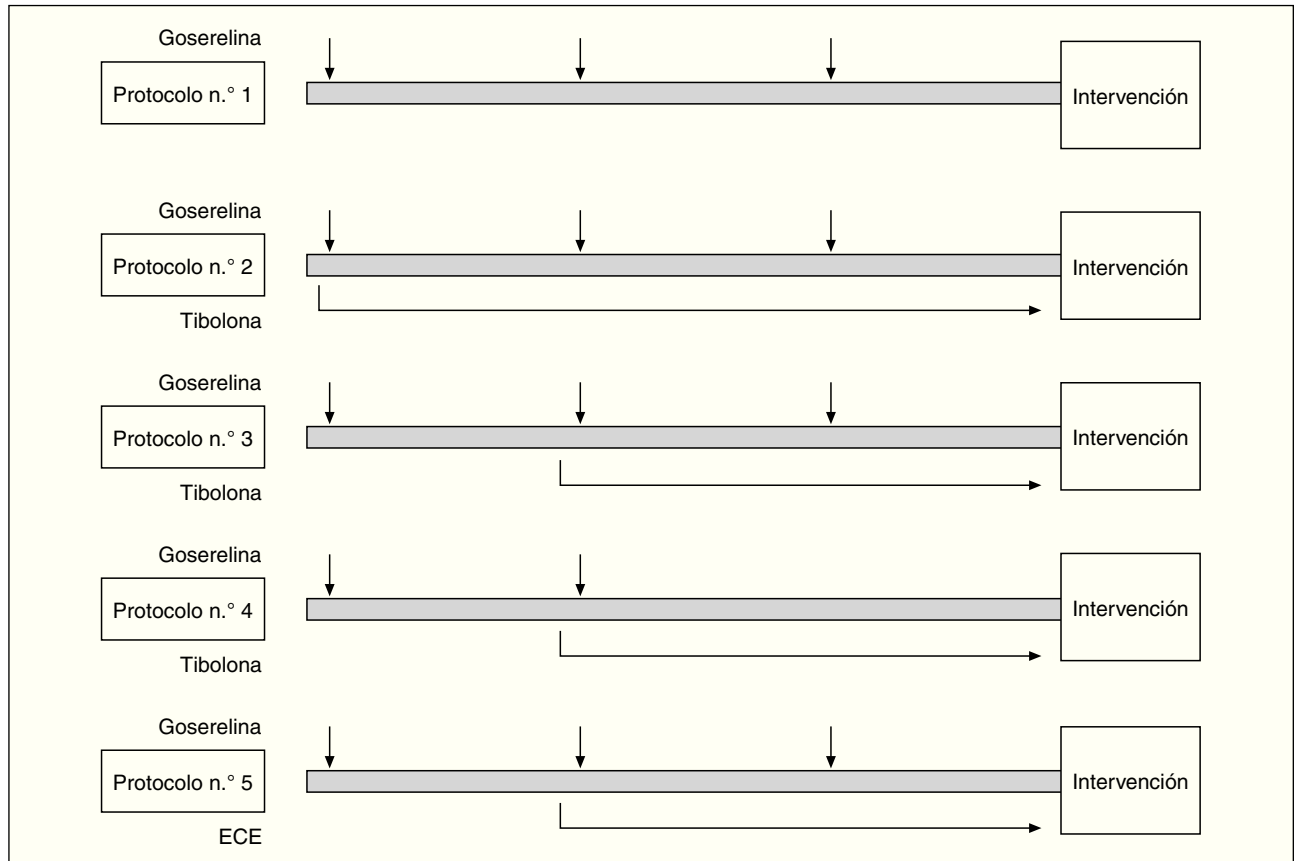 Goserelina
Protocolo n.° 1
Intervención
Goserelina
Protocolo n.° 2
Intervención
Tibolona
Goserelina
Protocolo n.° 3
Intervención
Tibolona
Goserelina
Protocolo n.° 4
Intervención
Tibolona
Goserelina
Protocolo n.° 5
Intervención
ECE